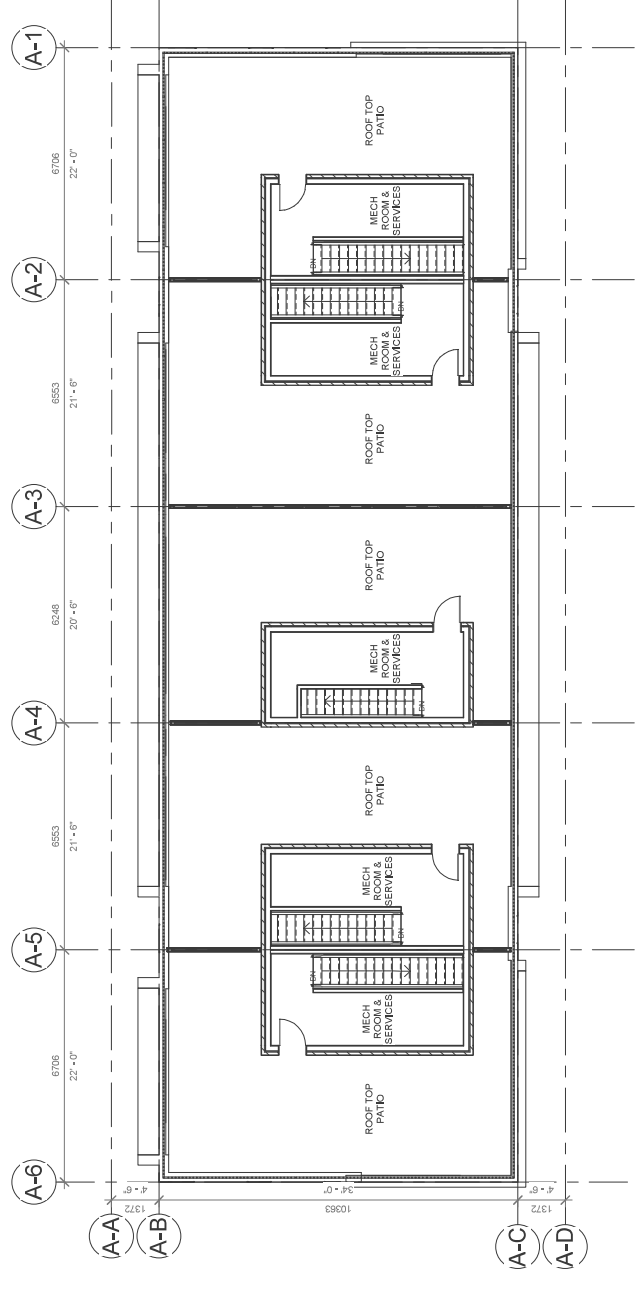 A-1
6706
22' - 0"
ROOF TOP
PATIO
MECH
ROOM &
SERVICES
DN
A-2
DN
MECH
ROOM &
SERVICES
6553
21' - 6"
ROOF TOP
PATIO
A-3
6248
20' - 6"
ROOF TOP
PATIO
MECH
ROOM &
SERVICES
DN
A-4
6553
21' - 6"
ROOF TOP
PATIO
MECH
ROOM &
SERVICES
DN
A-5
DN
MECH
ROOM &
SERVICES
6706
22' - 0"
ROOF TOP
PATIO
A-6
4' - 6"
34' - 0"
4' - 6"
1372
10363
1372
A-A
A-B
A-C
A-D